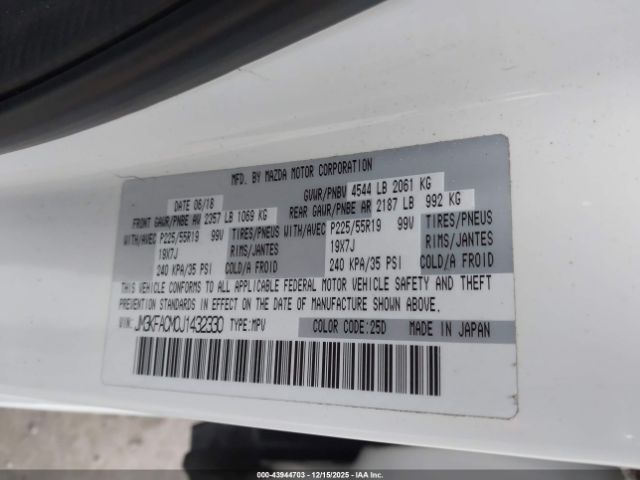 MFD. BY MAZDA MOTOR CORPORATION
DATE 06/18 GVWR/PNBV 4544 LB 2061 KG
FRONT GAWR/PNBE AV 2357 LB 1069 KG REAR GAWR/PNBE AR 2187 LB 992 KG
WITH/AVEC P225/55R19 99V TIRES/PNEUS WITH/AVEC P225/55R19 99V TIRES/PNEUS
19X7J RIMS/JANTES 19X7J RIMS/JANTES
240 KPA/35 PSI COLD/A FROID 240 KPA/35 PSI COLD/A FROID
THIS VEHICLE CONFORMS TO ALL APPLICABLE FEDERAL MOTOR VEHICLE SAFETY AND THEFT
PREVENTION STANDARDS IN EFFECT ON THE DATE OF MANUFACTURE SHOWN ABOVE.
VIN: JM3KFACM0J1432330 TYPE:MPV COLOR CODE:25D MADE IN JAPAN
© 00-43944703 - 12/15/2025 - IAA Inc.